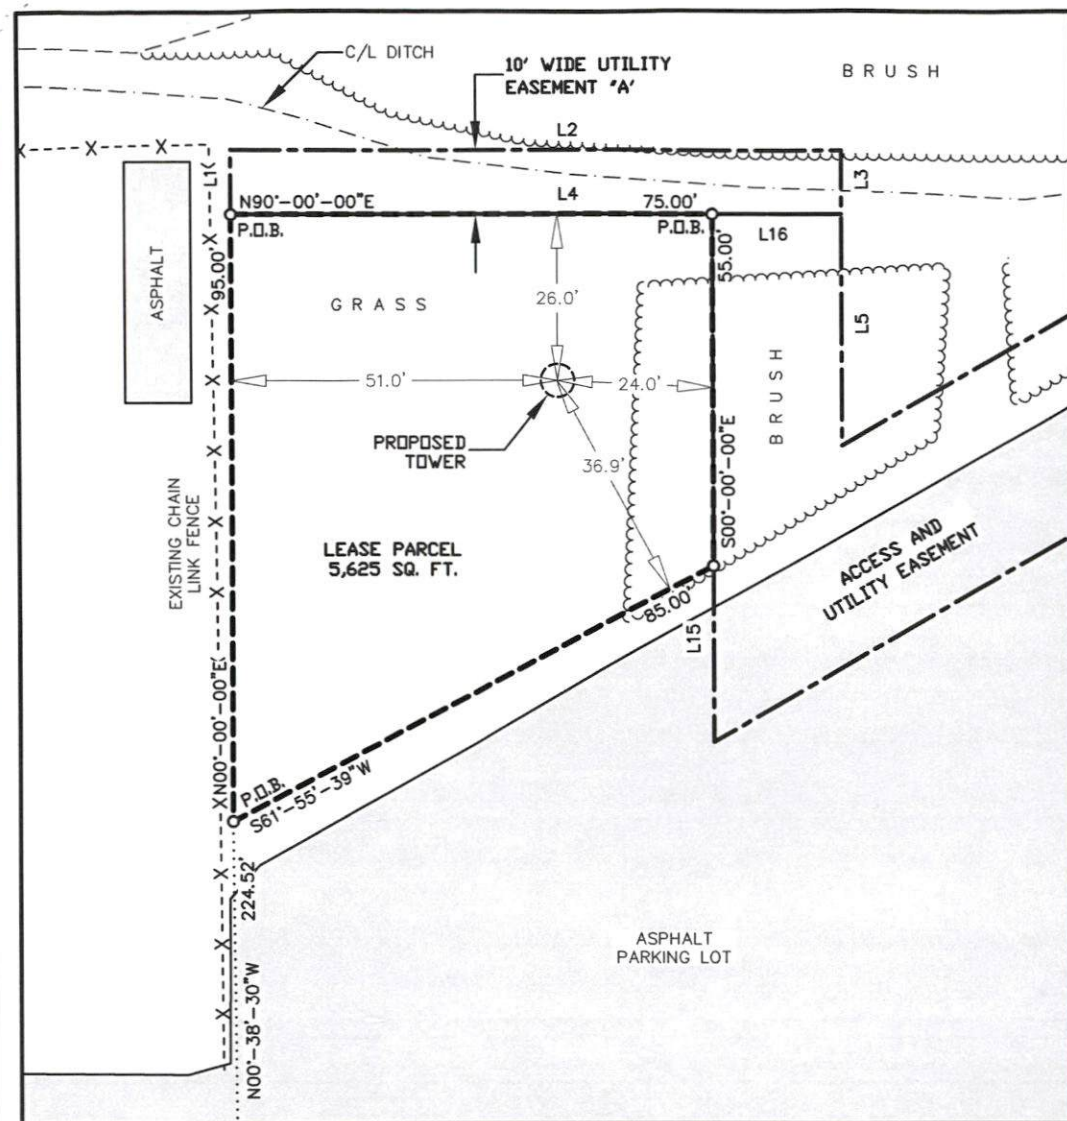 C/L DITCH
10' WIDE UTILITY
EASEMENT "A"
BRUSH
L2
L1
L3
N90°-00'-00"E
L4
75.00'
P.O.B.
P.O.B.
L16
ASPHALT
95.00'
55.00'
GRASS
26.0'
L5
51.0'
24.0'
BRUSH
PROPOSED
TOWER
36.9'
EXISTING CHAIN
LINK FENCE
S00°-00'-00"E
LEASE PARCEL
5,625 SQ. FT.
ACCESS AND
UTILITY EASEMENT
85.00'
L15
N00°-00'-00"E
P.O.B.
S61°-55'-39"W
224.52'
ASPHALT
PARKING LOT
N00°-38'-30"W